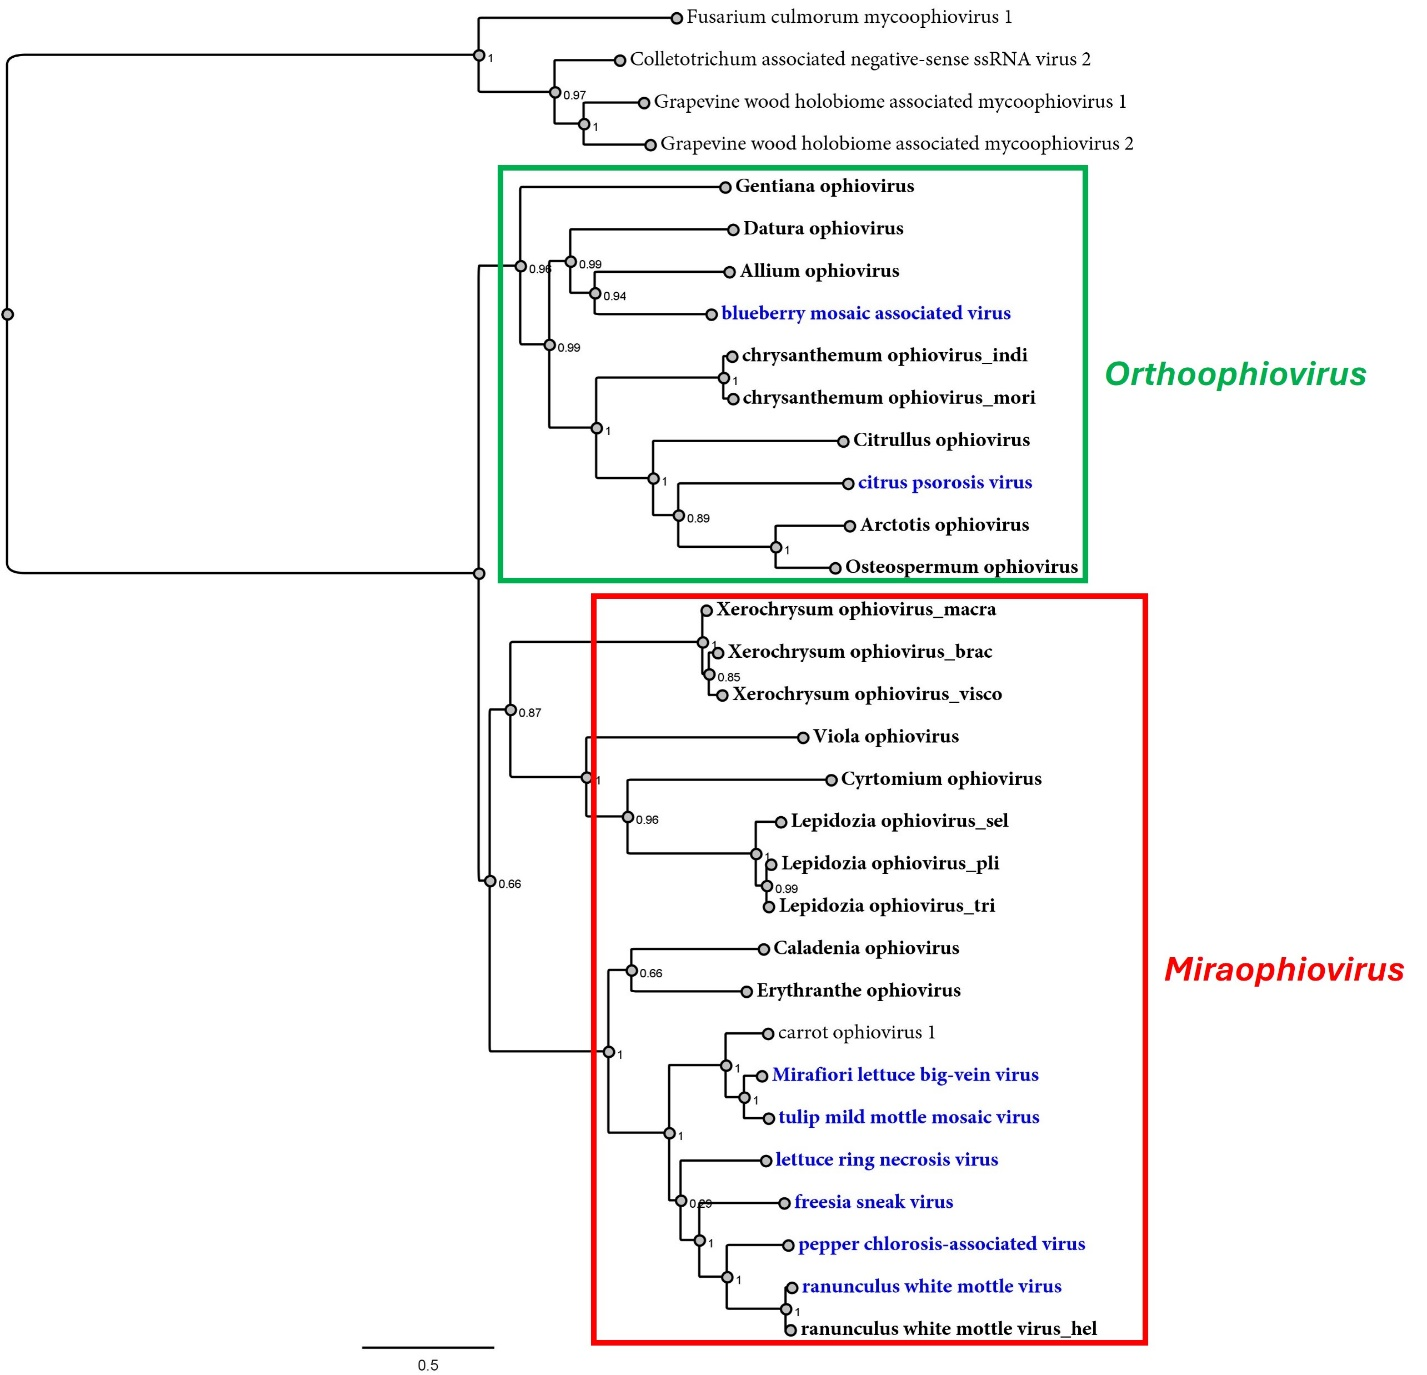 Fusarium culmorum mycoophiovirus 1
1
Colletotrichum associated negative-sense ssRNA virus 2
0.97
Grapevine wood holobiome associated mycoophiovirus 1
1
Grapevine wood holobiome associated mycoophiovirus 2
Gentiana ophiovirus
Datura ophiovirus
0.96
0.99
Allium ophiovirus
0.94
blueberry mosaic associated virus
0.99
chrysanthemum ophiovirus_indi
Orthoophiovirus
1
chrysanthemum ophiovirus_mori
1
Citrullus ophiovirus
1
citrus psorosis virus
0.89
Arctotis ophiovirus
1
Osteospermum ophiovirus
Xerochrysum ophiovirus_macra
1
Xerochrysum ophiovirus_brac
0.85
Xerochrysum ophiovirus_visco
0.87
Viola ophiovirus
1
Cyrtomium ophiovirus
0.96
Lepidozia ophiovirus_sel
1
Lepidozia ophiovirus_pli
0.66
0.99
Lepidozia ophiovirus_tri
Caladenia ophiovirus
0.66
Miraophiovirus
Erythranthe ophiovirus
carrot ophiovirus 1
1
1
Mirafiori lettuce big-vein virus
1
tulip mild mottle mosaic virus
1
lettuce ring necrosis virus
0.29
freesia sneak virus
1
pepper chlorosis-associated virus
1
ranunculus white mottle virus
1
ranunculus white mottle virus_hel
0.5